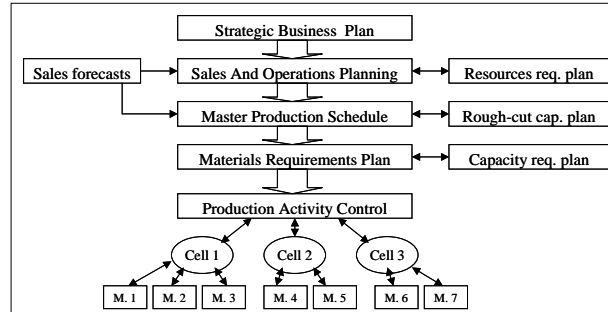 Strategic Business Plan
Sales forecasts
Sales And Operations Planning
Resources req. plan
Master Production Schedule
Rough-cut cap. plan
Materials Requirements Plan
Capacity req. plan
Production Activity Control
Cell 1
Cell 2
Cell 3
M. 1
M. 2
M. 3
M. 4
M. 5
M. 6
M. 7